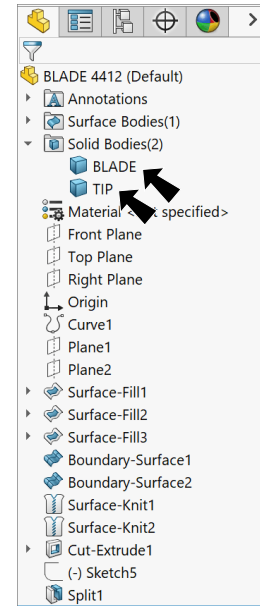 BLADE 4412 (Default)
Annotations
Surface Bodies(1)
Solid Bodies(2)
BLADE
TIP
Material specified>
Front Plane
Top Plane
Right Plane
Origin
Curve1
Plane1
Plane2
Surface-Fill1
Surface-Fill2
Surface-Fill3
Boundary-Surface1
Boundary-Surface2
Surface-Knit1
Surface-Knit2
Cut-Extrude1
(-) Sketch5
Split1